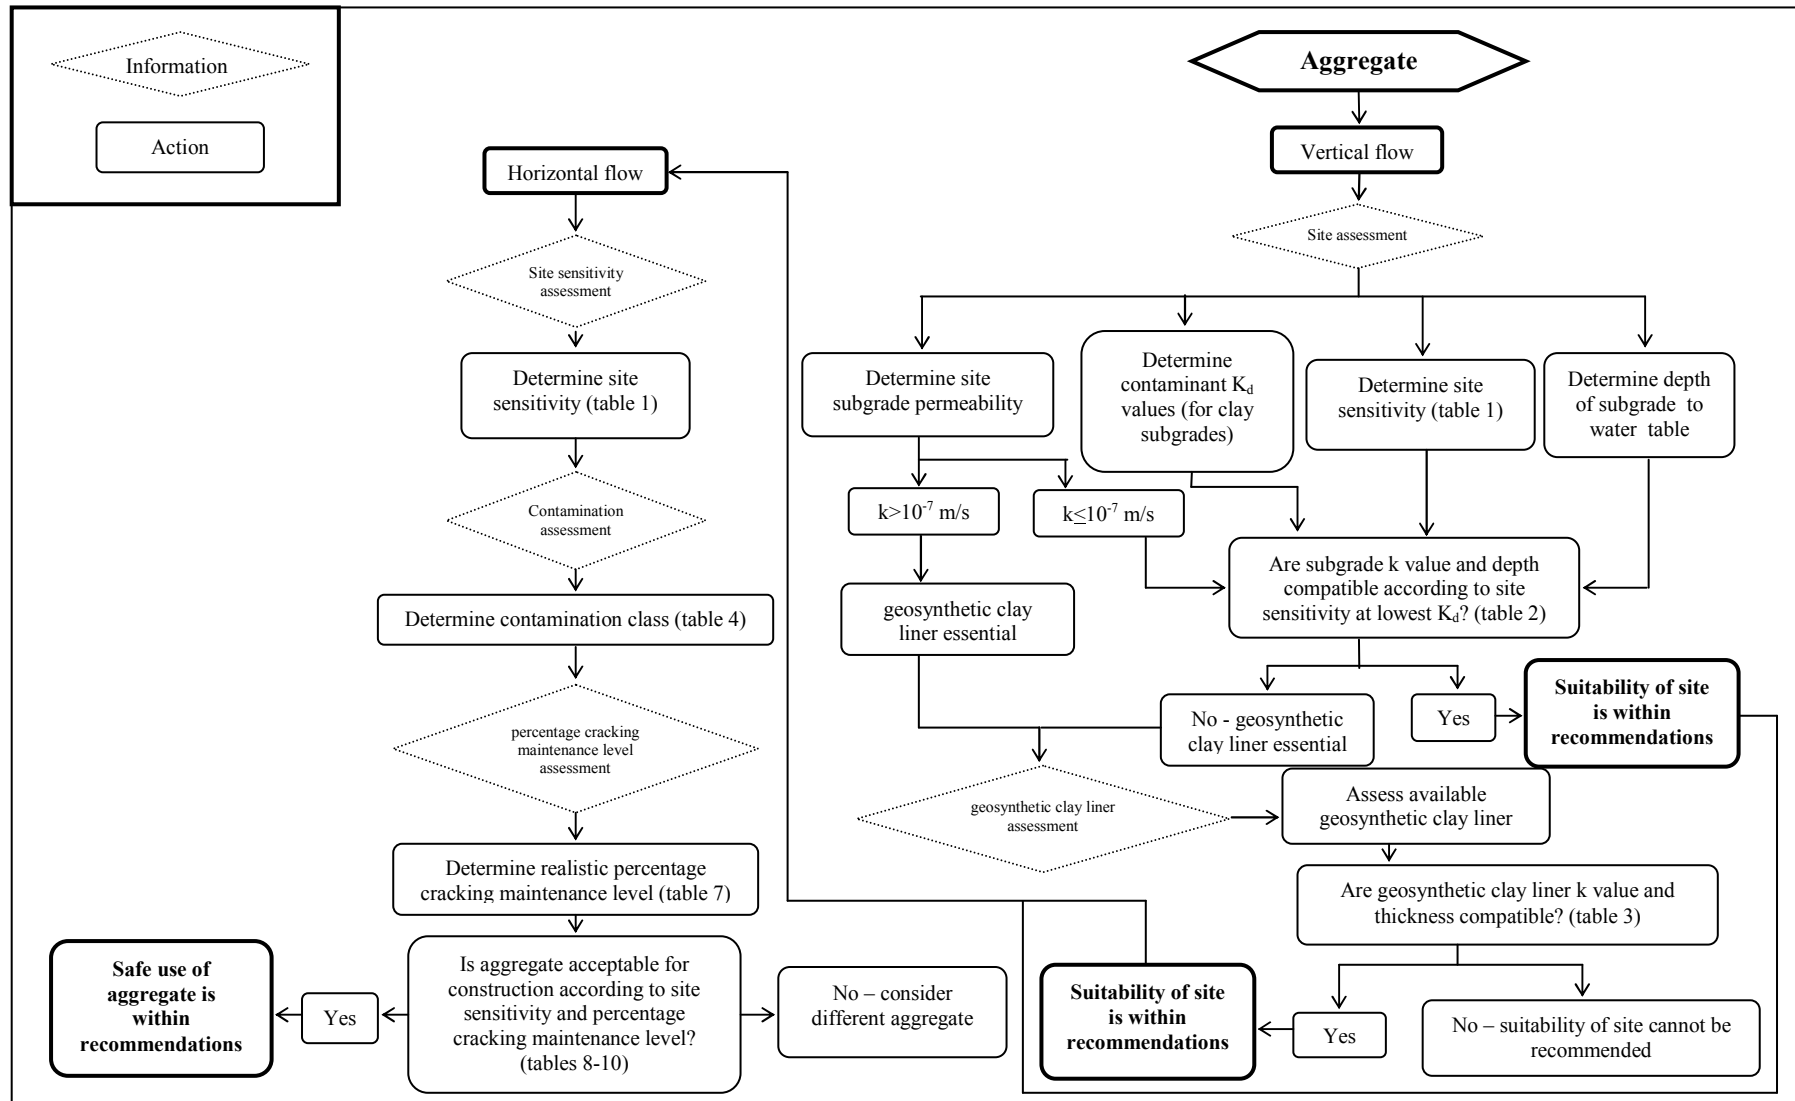 Information
Action
Aggregate
Vertical flow
Site assessment
Determine site
subgrade permeability
Determine
contaminant Kd
values (for clay
subgrades)
Determine site
sensitivity (table 1)
Determine depth
of subgrade to
water table
k>10-7 m/s
k≤10-7 m/s
geosynthetic clay
liner essential
Are subgrade k value and depth
compatible according to site
sensitivity at lowest Kd? (table 2)
No - geosynthetic
clay liner essential
Yes
Suitability of site
is within
recommendations
geosynthetic clay liner
assessment
Assess available
geosynthetic clay liner
Are geosynthetic clay liner k value and
thickness compatible? (table 3)
Yes
No – suitability of site cannot be
recommended
Suitability of site
is within
recommendations
Horizontal flow
Site sensitivity
assessment
Determine site
sensitivity (table 1)
Contamination
assessment
Determine contamination class (table 4)
percentage cracking
maintenance level
assessment
Determine realistic percentage
cracking maintenance level (table 7)
Is aggregate acceptable for
construction according to site
sensitivity and percentage
cracking maintenance level?
(tables 8-10)
Yes
Safe use of
aggregate is
within
recommendations
No – consider
different aggregate